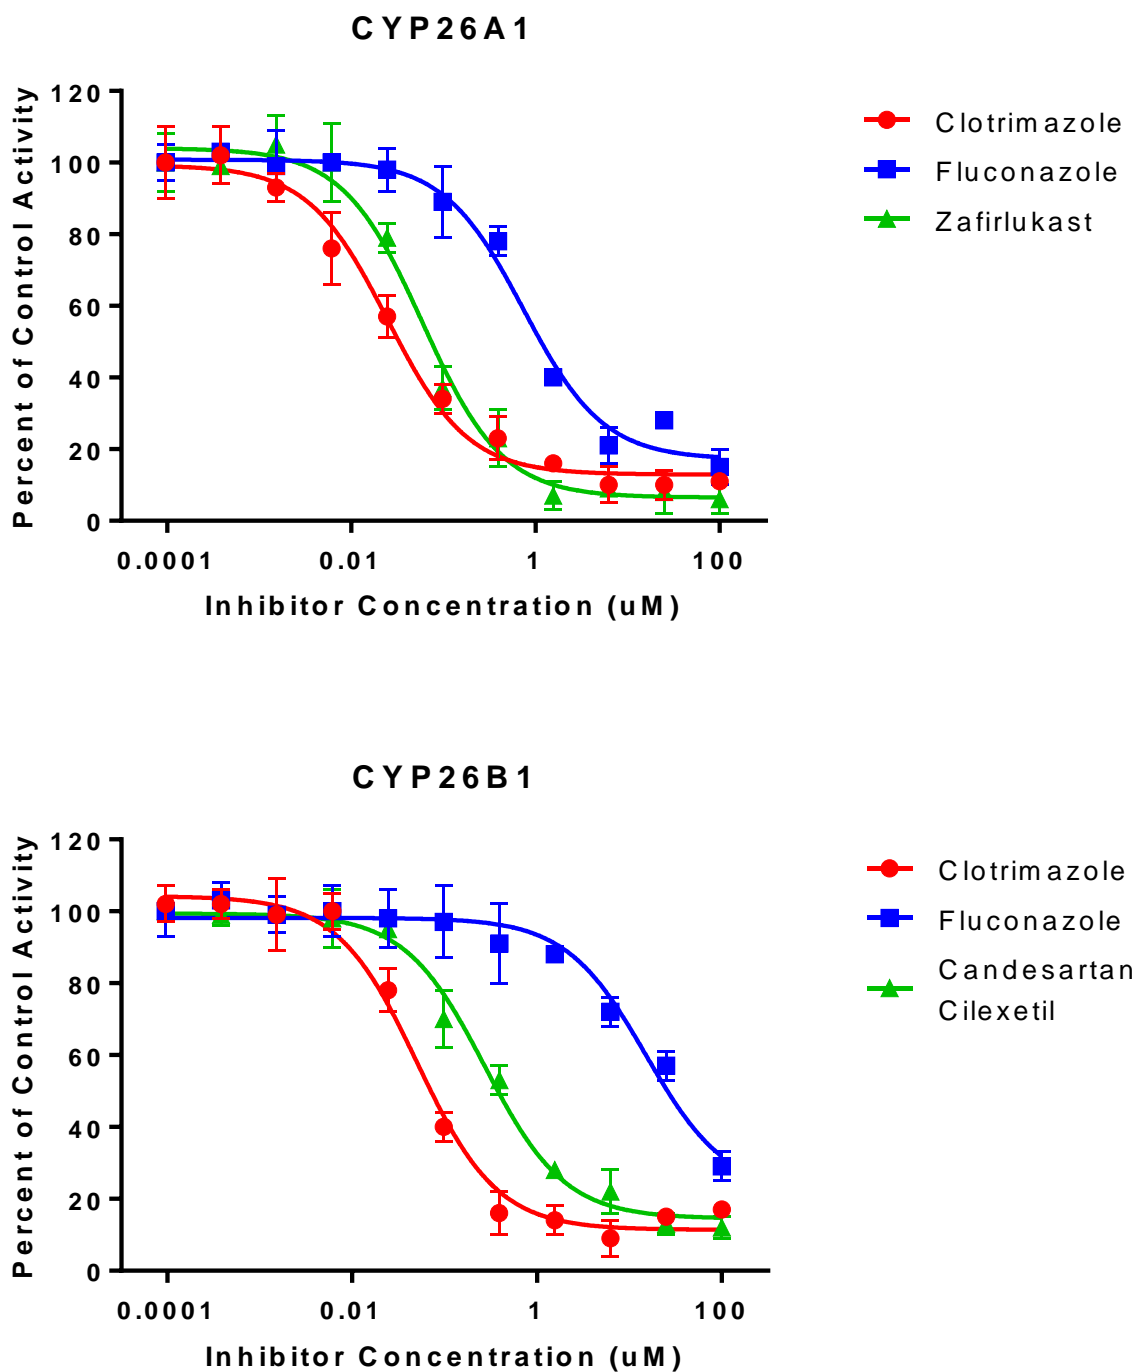 CYP26A1
Percent of Control Activity
120
100
80
60
40
20
0
0.0001
0.01
1
100
Inhibitor Concentration (uM)
Clotrimazole
Fluconazole
Zafirlukast
CYP26B1
Percent of Control Activity
120
100
80
60
40
20
0
0.0001
0.01
1
100
Inhibitor Concentration (uM)
Clotrimazole
Fluconazole
Candesartan
Cilexetil